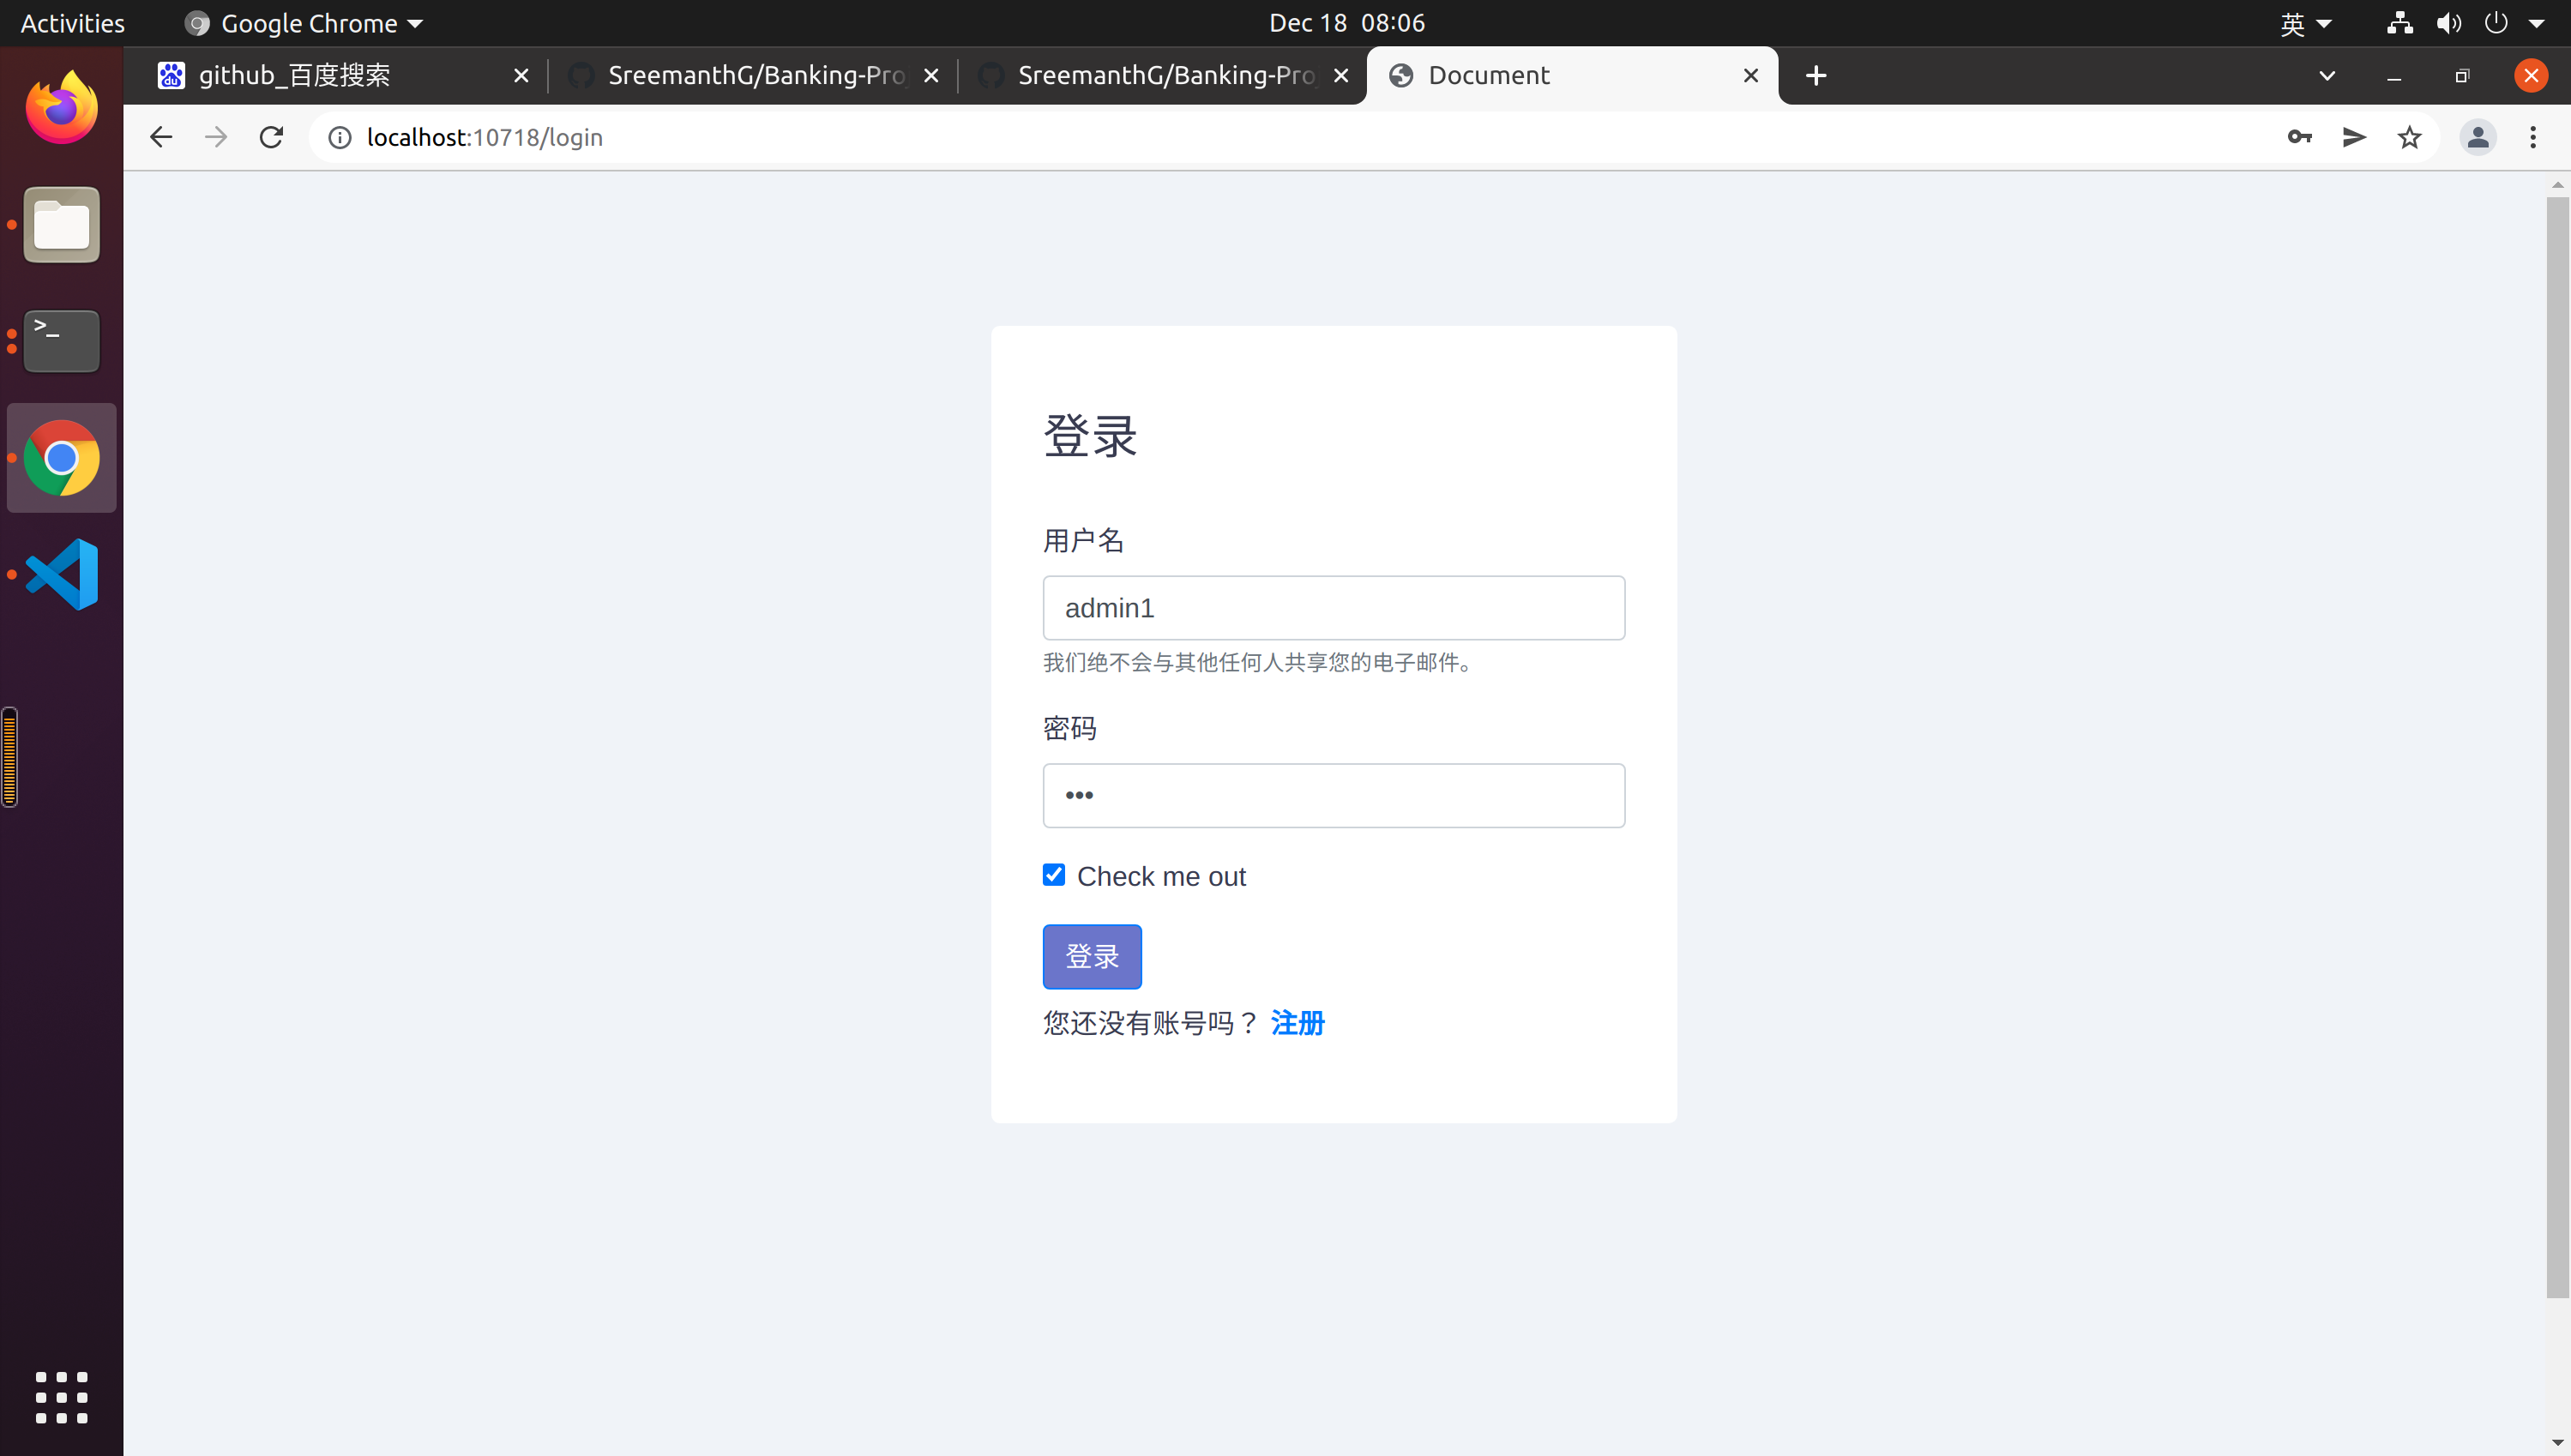 Activities Google Chrome Dec 18 08:06 英
github_百度搜索 SreemanthG/Banking-Pro SreemanthG/Banking-Pro Document
localhost:10718/login
登录
用户名
admin1
我们绝不会与其他任何人共享您的电子邮件。
密码
•••
Check me out
登录
您还没有账号吗？ 注册